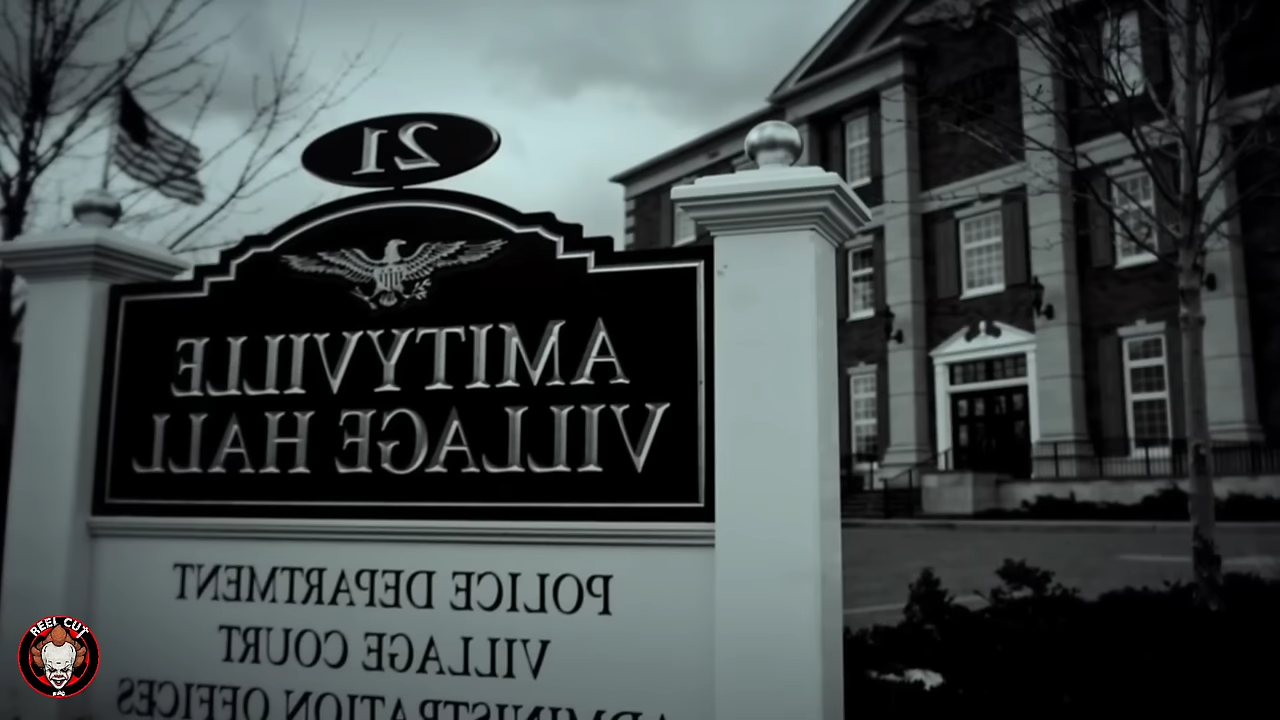 21
AMITYVILLE
VILLAGE HALL
POLICE DEPARTMENT
VILLAGE COURT
ADMINISTRATION OFFICES
REEL CUT